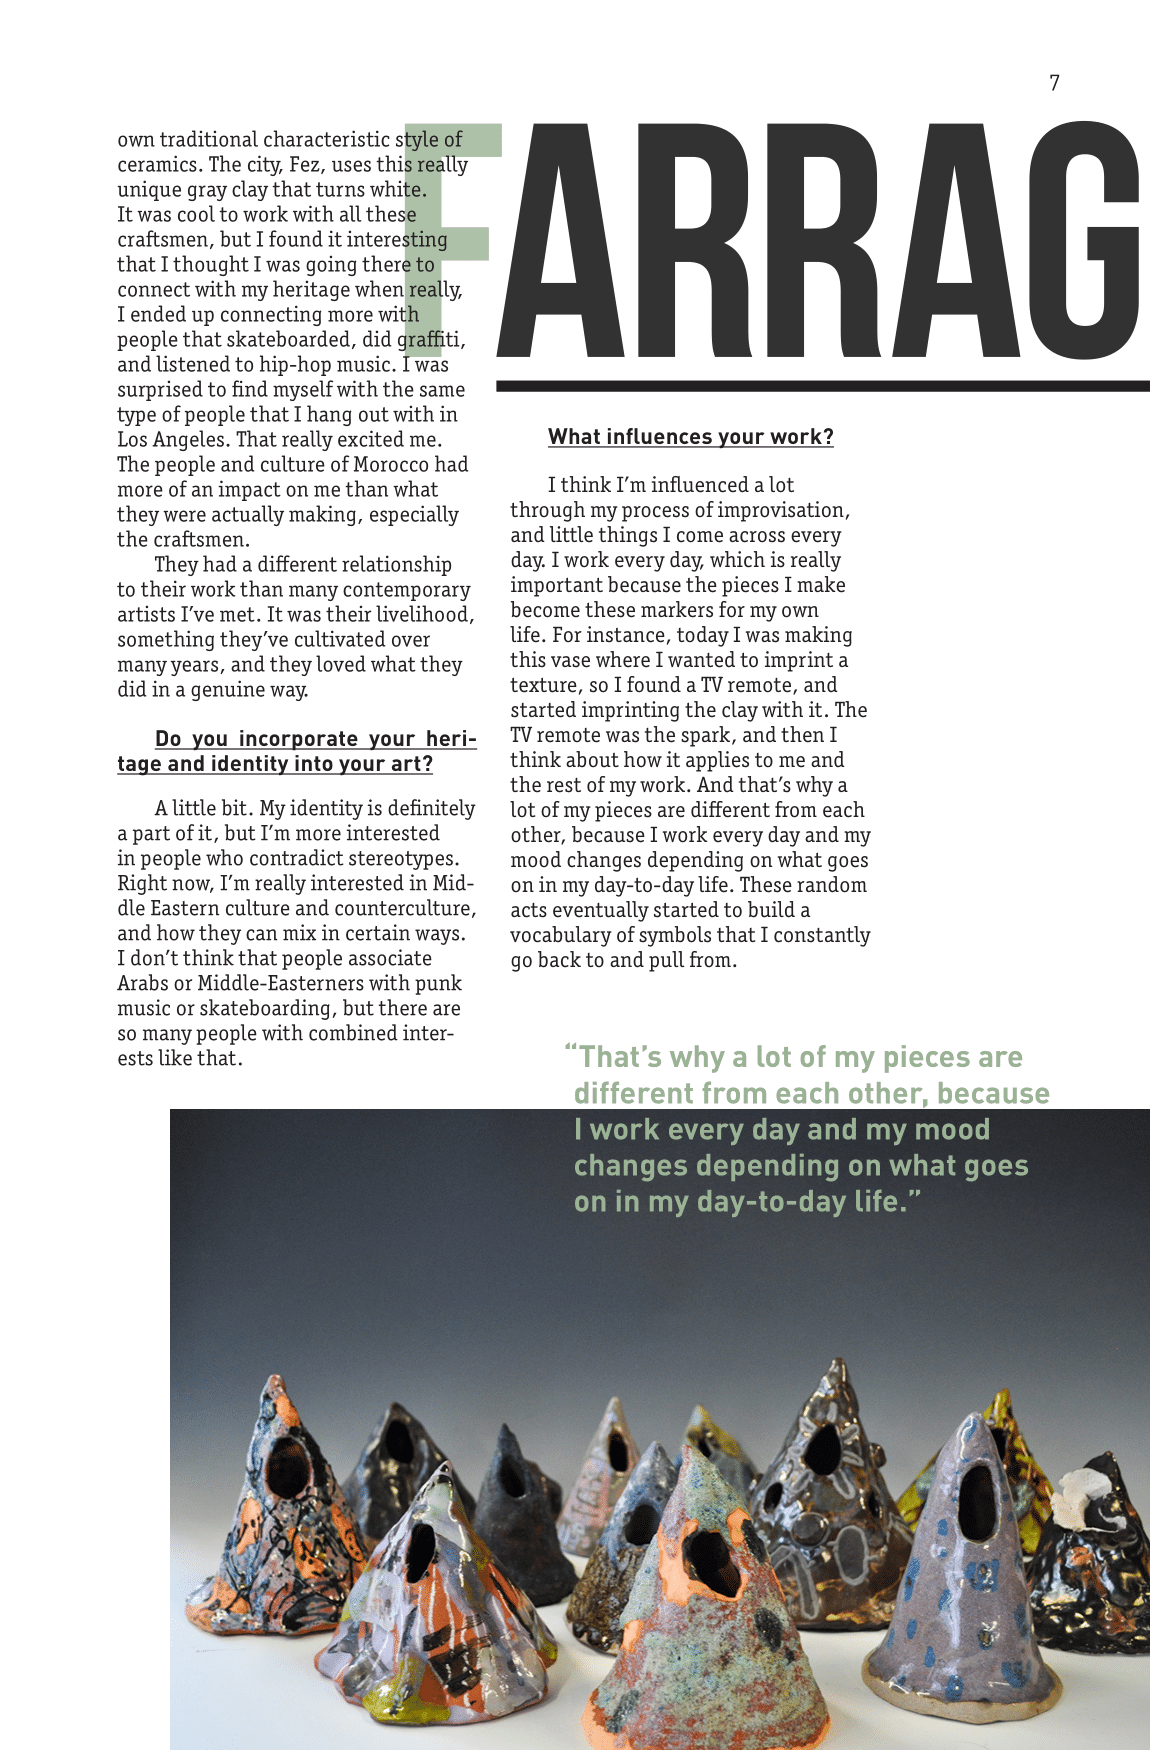 7
FARRAG
own traditional characteristic style of
ceramics. The city, Fez, uses this really
unique gray clay that turns white.
It was cool to work with all these
craftsmen, but I found it interesting
that I thought I was going there to
connect with my heritage when really,
I ended up connecting more with
people that skateboarded, did graffiti,
and listened to hip-hop music. I was
surprised to find myself with the same
type of people that I hang out with in
Los Angeles. That really excited me.
The people and culture of Morocco had
more of an impact on me than what
they were actually making, especially
the craftsmen.
They had a different relationship
to their work than many contemporary
artists I’ve met. It was their livelihood,
something they’ve cultivated over
many years, and they loved what they
did in a genuine way.
Do you incorporate your heri-
tage and identity into your art?
A little bit. My identity is definitely
a part of it, but I’m more interested
in people who contradict stereotypes.
Right now, I’m really interested in Mid-
dle Eastern culture and counterculture,
and how they can mix in certain ways.
I don’t think that people associate
Arabs or Middle-Easterners with punk
music or skateboarding, but there are
so many people with combined inter-
ests like that.
What influences your work?
I think I’m influenced a lot
through my process of improvisation,
and little things I come across every
day. I work every day, which is really
important because the pieces I make
become these markers for my own
life. For instance, today I was making
this vase where I wanted to imprint a
texture, so I found a TV remote, and
started imprinting the clay with it. The
TV remote was the spark, and then I
think about how it applies to me and
the rest of my work. And that’s why a
lot of my pieces are different from each
other, because I work every day and my
mood changes depending on what goes
on in my day-to-day life. These random
acts eventually started to build a
vocabulary of symbols that I constantly
go back to and pull from.
“That’s why a lot of my pieces are
different from each other, because
I work every day and my mood
changes depending on what goes
on in my day-to-day life.”